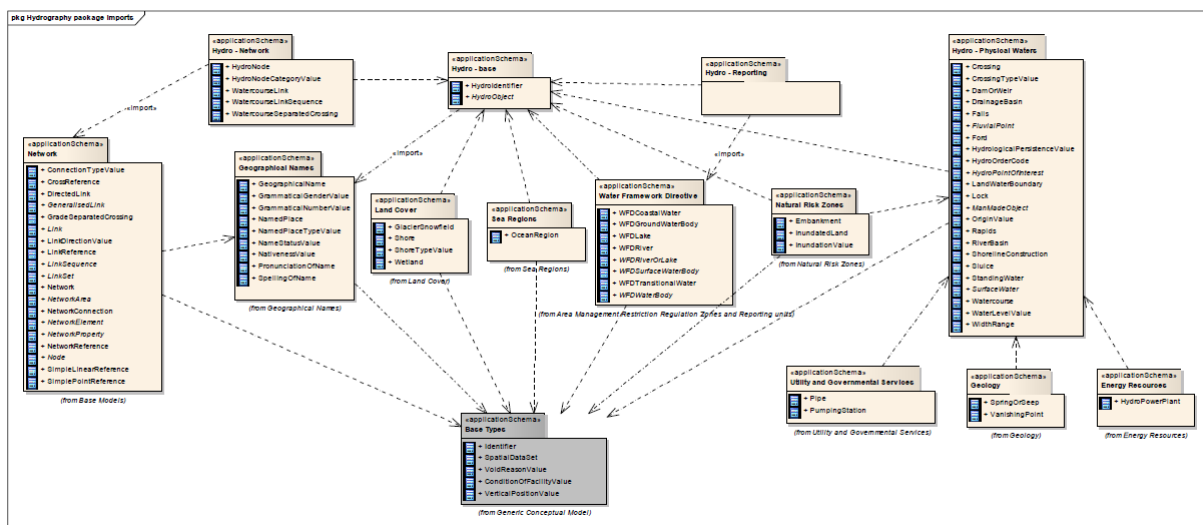 pkg Hydrography package imports
«applicationSchema»
Hydro - Network
+ HydroNode
+ HydroNodeCategoryValue
+ WatercourseLink
+ WatercourseLinkSequence
+ WatercourseSeparatedCrossing
«applicationSchema»
Hydro - base
+ HydroIdentifier
+ HydroObject
«applicationSchema»
Hydro - Reporting
«applicationSchema»
Hydro - Physical Waters
+ Crossing
+ CrossingTypeValue
+ DamOrWeir
+ DrainageBasin
+ Falls
+ FluvialPoint
+ Ford
+ HydrologicalPersistenceValue
+ HydroOrderCode
+ HydroPointOfInterest
+ LandWaterBoundary
+ Lock
+ ManMadeObject
+ OriginValue
+ Rapids
+ RiverBasin
+ ShorelineConstruction
+ Sluice
+ StandingWater
+ SurfaceWater
+ Watercourse
+ WaterLevelValue
+ WidthRange
«import»
«import»
«import»
«applicationSchema»
Network
+ ConnectionTypeValue
+ CrossReference
+ DirectedLink
+ GeneralisedLink
+ GradeSeparatedCrossing
+ Link
+ LinkDirectionValue
+ LinkReference
+ LinkSequence
+ LinkSet
+ Network
+ NetworkArea
+ NetworkConnection
+ NetworkElement
+ NetworkProperty
+ NetworkReference
+ Node
+ SimpleLinearReference
+ SimplePointReference
(from Base Models)
«applicationSchema»
Geographical Names
+ GeographicalName
+ GrammaticalGenderValue
+ GrammaticalNumberValue
+ NamedPlace
+ NamedPlaceTypeValue
+ NameStatusValue
+ NativenessValue
+ PronunciationOfName
+ SpellingOfName
(from Geographical Names)
«applicationSchema»
Land Cover
+ GlacierSnowfield
+ Shore
+ ShoreTypeValue
+ Wetland
(from Land Cover)
«applicationSchema»
Sea Regions
+ OceanRegion
(from Sea Regions)
«applicationSchema»
Water Framework Directive
+ WFDCoastalWater
+ WFDGroundWaterBody
+ WFDLake
+ WFDRiver
+ WFDRiverOrLake
+ WFDSurfaceWaterBody
+ WFDTransitionalWater
+ WFDWaterBody
(from Area Management Restriction Regulation Zones and Reporting units)
«applicationSchema»
Natural Risk Zones
+ Embankment
+ InundatedLand
+ InundationValue
(from Natural Risk Zones)
«applicationSchema»
Utility and Governmental Services
+ Pipe
+ PumpingStation
(from Utility and Governmental Services)
«applicationSchema»
Geology
+ SpringOrSeep
+ VanishingPoint
(from Geology)
«applicationSchema»
Energy Resources
+ HydroPowerPlant
(from Energy Resources)
«applicationSchema»
Base Types
+ Identifier
+ SpatialDataSet
+ VoidReasonValue
+ ConditionOfFacilityValue
+ VerticalPositionValue
(from Generic Conceptual Model)